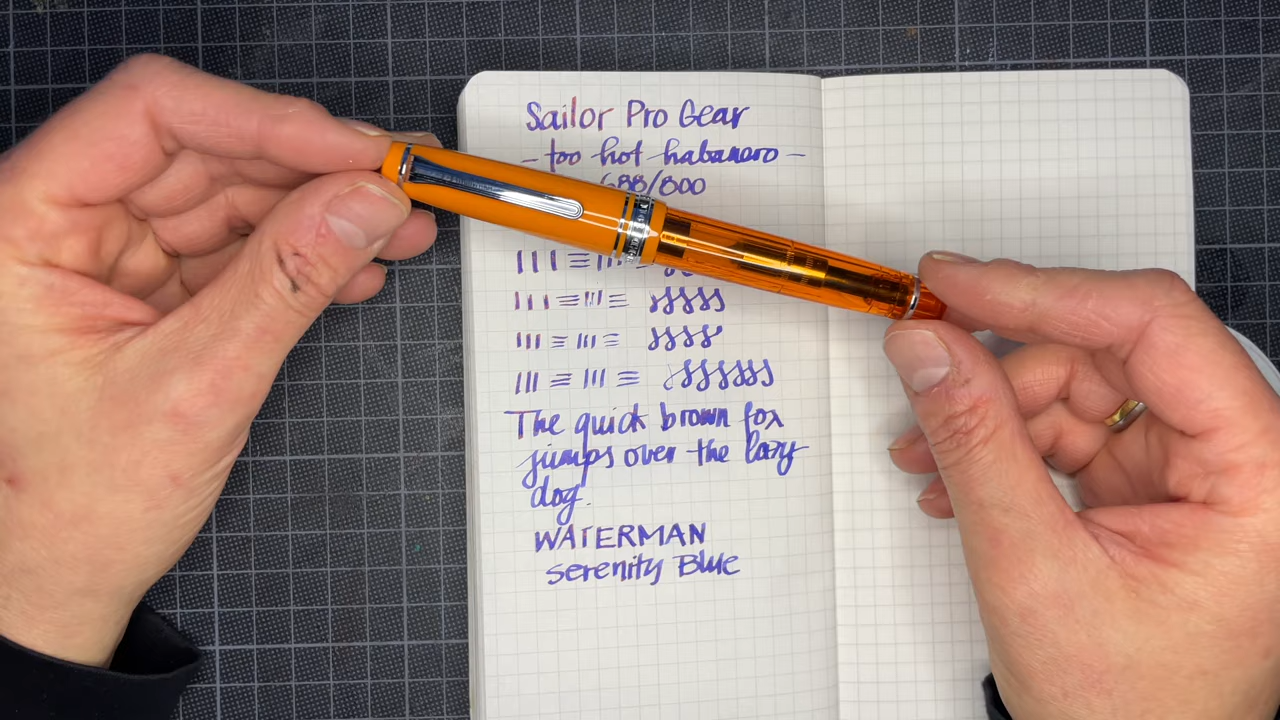 Sailor Pro Gear
- too hot habanero -
688/800
The quick brown fox
jumps over the lazy
dog.
WATERMAN
serenity Blue